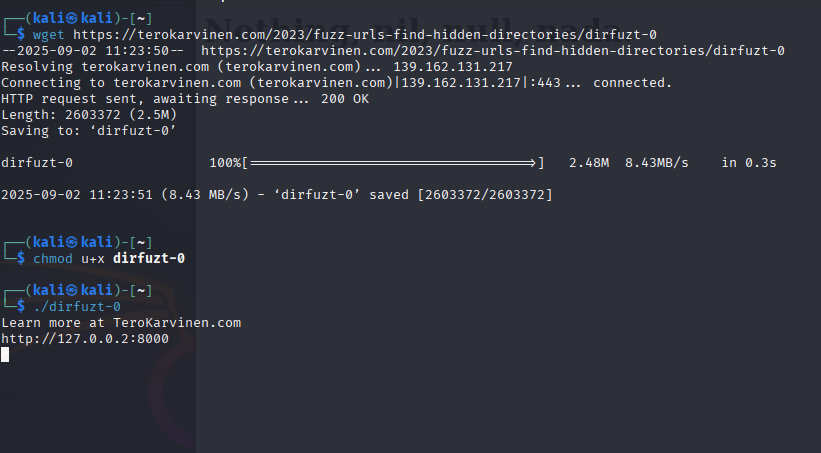 Nothing, nil, null, nada
┌──(kali㉿kali)-[~]
└─$ wget https://terokarvinen.com/2023/fuzz-urls-find-hidden-directories/dirfuzt-0
--2025-09-02 11:23:50--  https://terokarvinen.com/2023/fuzz-urls-find-hidden-directories/dirfuzt-0
Resolving terokarvinen.com (terokarvinen.com)... 139.162.131.217
Connecting to terokarvinen.com (terokarvinen.com)|139.162.131.217|:443... connected.
HTTP request sent, awaiting response... 200 OK
Length: 2603372 (2.5M)
Saving to: ‘dirfuzt-0’
dirfuzt-0                 100%[===================================>]   2.48M  8.43MB/s    in 0.3s
2025-09-02 11:23:51 (8.43 MB/s) - ‘dirfuzt-0’ saved [2603372/2603372]
┌──(kali㉿kali)-[~]
└─$ chmod u+x dirfuzt-0
┌──(kali㉿kali)-[~]
└─$ ./dirfuzt-0
Learn more at TeroKarvinen.com
http://127.0.0.2:8000